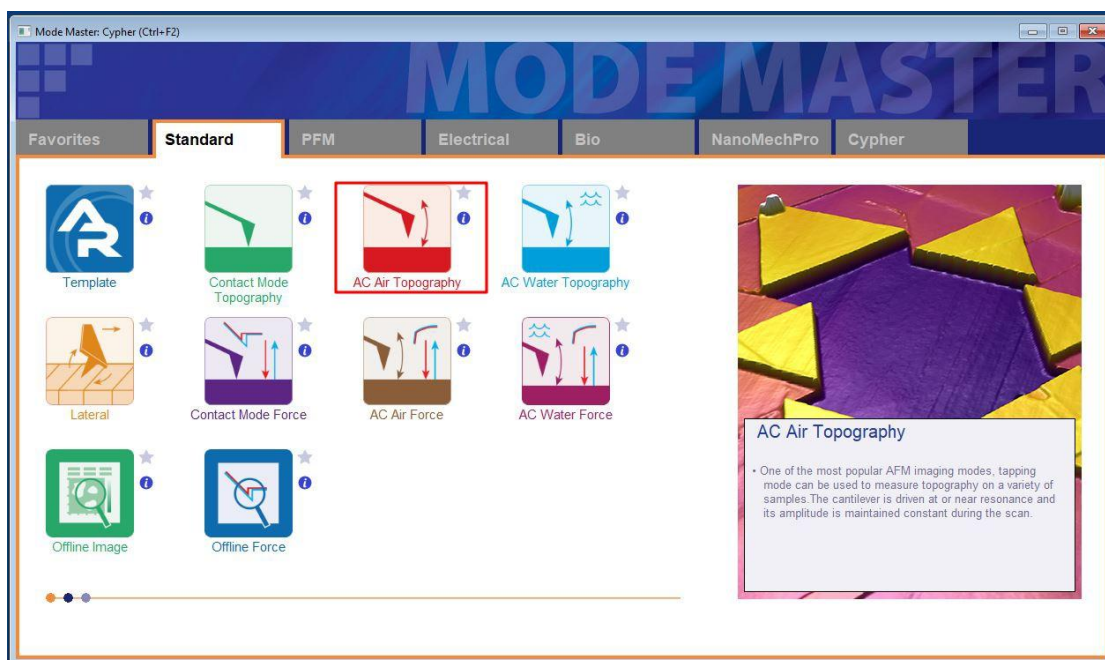 Mode Master: Cypher (Ctrl+F2)
MODE MASTER
Favorites
Standard
PFM
Electrical
Bio
NanoMechPro
Cypher
AR
Template
Contact Mode
Topography
AC Air Topography
AC Water Topography
Lateral
Contact Mode Force
AC Air Force
AC Water Force
Offline Image
Offline Force
AC Air Topography
• One of the most popular AFM imaging modes, tapping
mode can be used to measure topography on a variety of
samples.The cantilever is driven at or near resonance and
its amplitude is maintained constant during the scan.